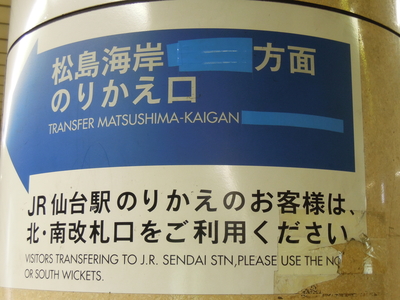 松島海岸 方面
のりかえ口
TRANSFER MATSUSHIMA-KAIGAN
JR仙台駅のりかえのお客様は、
北・南改札口をご利用ください
VISITORS TRANSFERING TO J.R. SENDAI STN,PLEASE USE THE
OR SOUTH WICKETS.